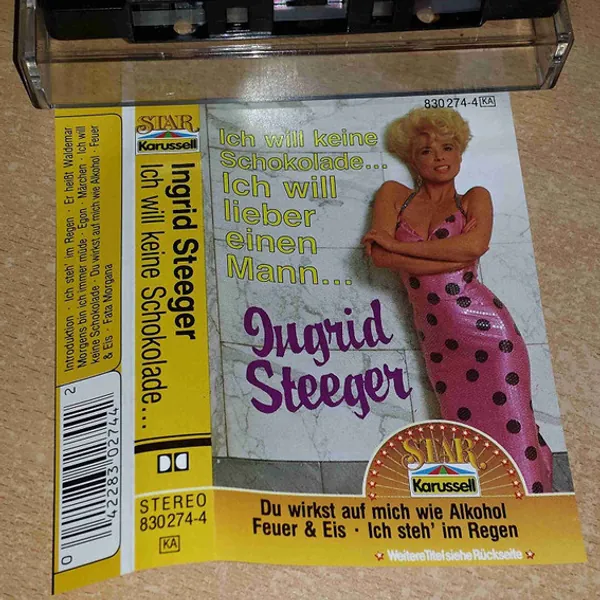 Introduktion · Ich steh' im Regen · Er heißt Waldemar
Morgens bin ich immer müde · Egon · Märchen · Ich will
keine Schokolade · Du wirkst auf mich wie Alkohol · Feuer
& Eis · Fata Morgana
0 42283 02744 2
STAR
Karussell
Ingrid Steeger
Ich will keine Schokolade...
STEREO
830 274-4
KA
830 274-4 KA
Ich will keine
Schokolade...
Ich will
lieber
einen
Mann...
Ingrid
Steeger
STAR
Karussell
Du wirkst auf mich wie Alkohol
Feuer & Eis · Ich steh' im Regen
Weitere Titel siehe Rückseite